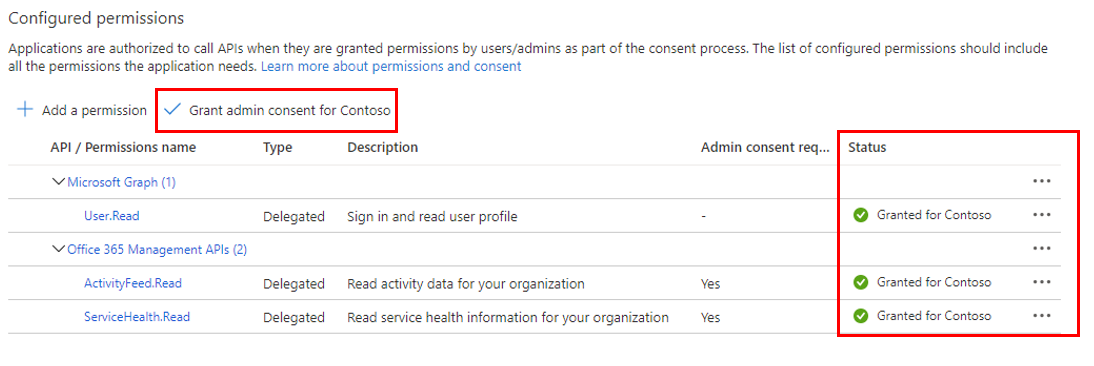 Configured permissions
Applications are authorized to call APIs when they are granted permissions by users/admins as part of the consent process. The list of configured permissions should include
all the permissions the application needs. Learn more about permissions and consent
Add a permission Grant admin consent for Contoso
API / Permissions name Type Description Admin consent req... Status
Microsoft Graph (1) ...
User.Read Delegated Sign in and read user profile - Granted for Contoso ...
Office 365 Management APIs (2) ...
ActivityFeed.Read Delegated Read activity data for your organization Yes Granted for Contoso ...
ServiceHealth.Read Delegated Read service health information for your organization Yes Granted for Contoso ...